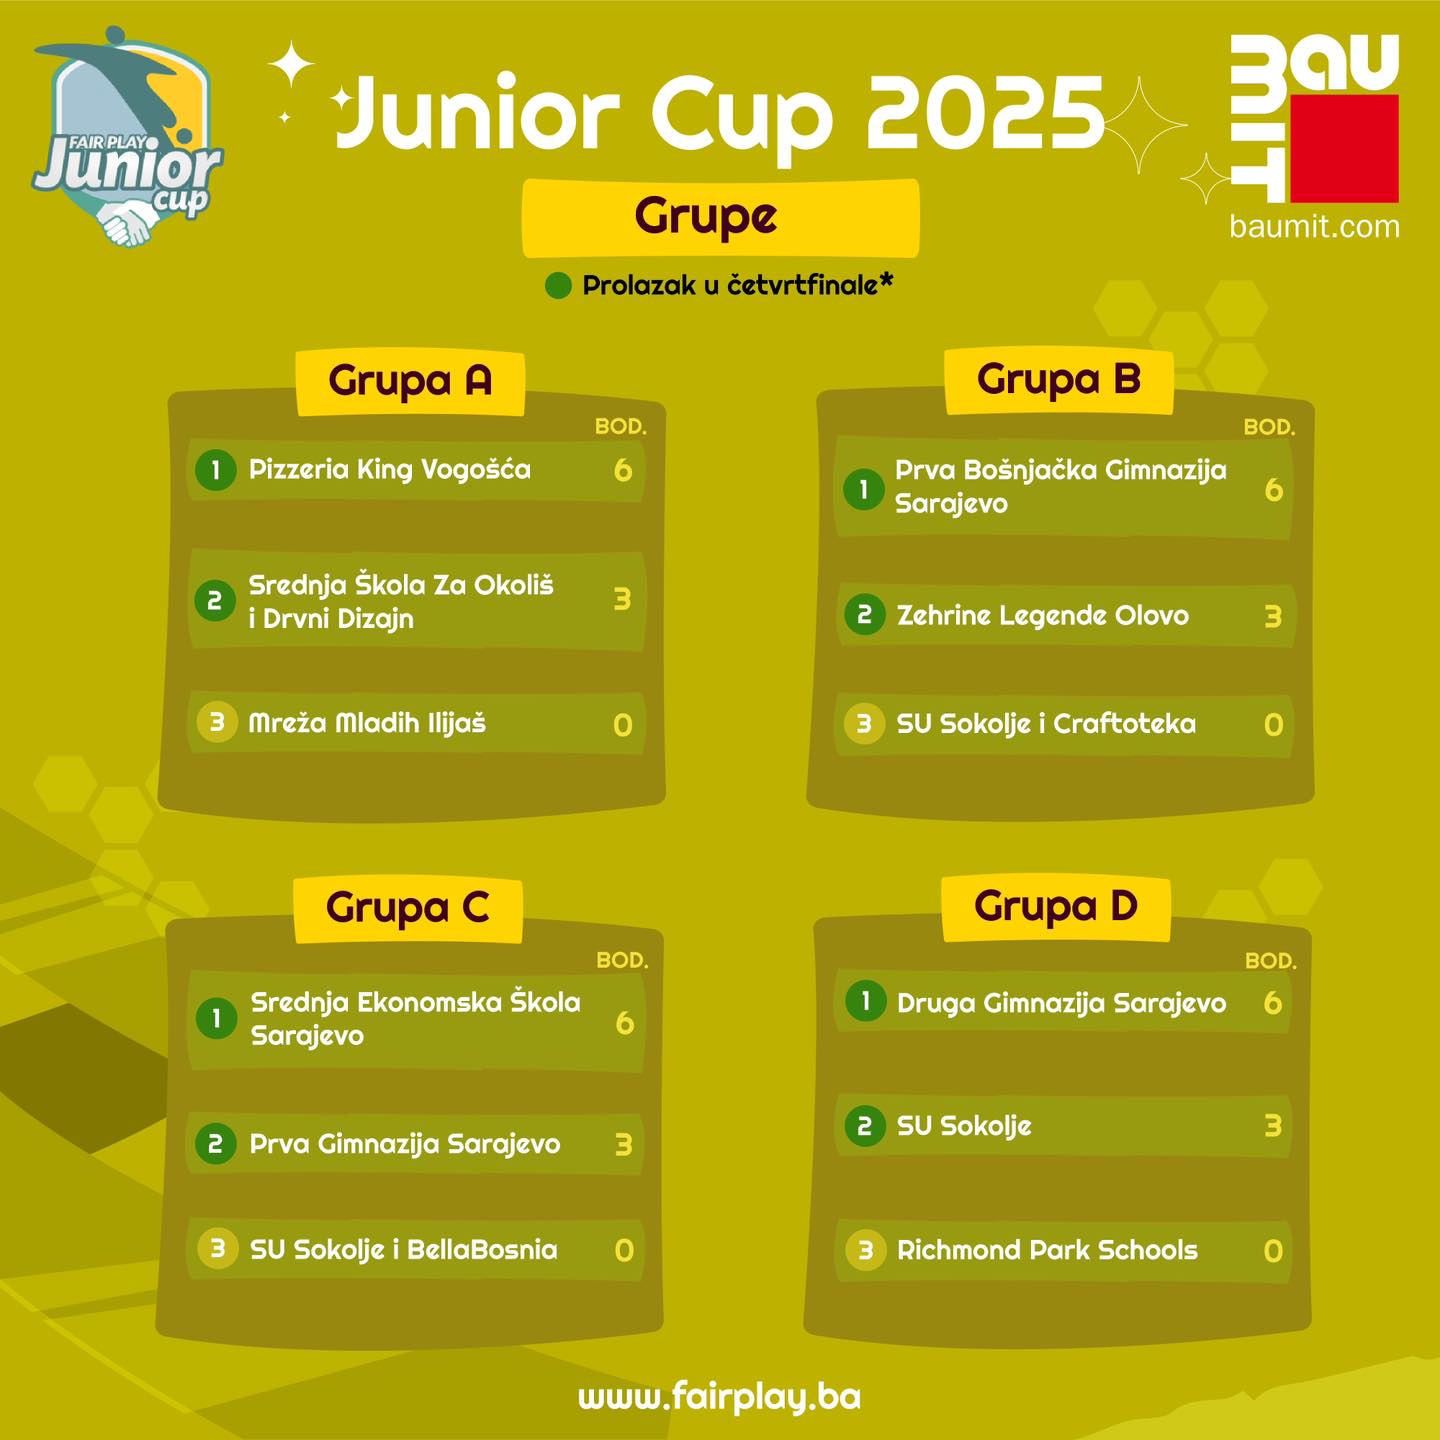 FAIR PLAY
Junior
cup
Junior Cup 2025
BAU
MIT
baumit.com
Grupe
Prolazak u četvrtfinale*
Grupa A
BOD.
1 Pizzeria King Vogošća 6
2 Srednja Škola Za Okoliš
i Drvni Dizajn 3
3 Mreža Mladih Ilijaš 0
Grupa B
BOD.
1 Prva Bošnjačka Gimnazija
Sarajevo 6
2 Zehrine Legende Olovo 3
3 SU Sokolje i Craftoteka 0
Grupa C
BOD.
1 Srednja Ekonomska Škola
Sarajevo 6
2 Prva Gimnazija Sarajevo 3
3 SU Sokolje i BellaBosnia 0
Grupa D
BOD.
1 Druga Gimnazija Sarajevo 6
2 SU Sokolje 3
3 Richmond Park Schools 0
www.fairplay.ba